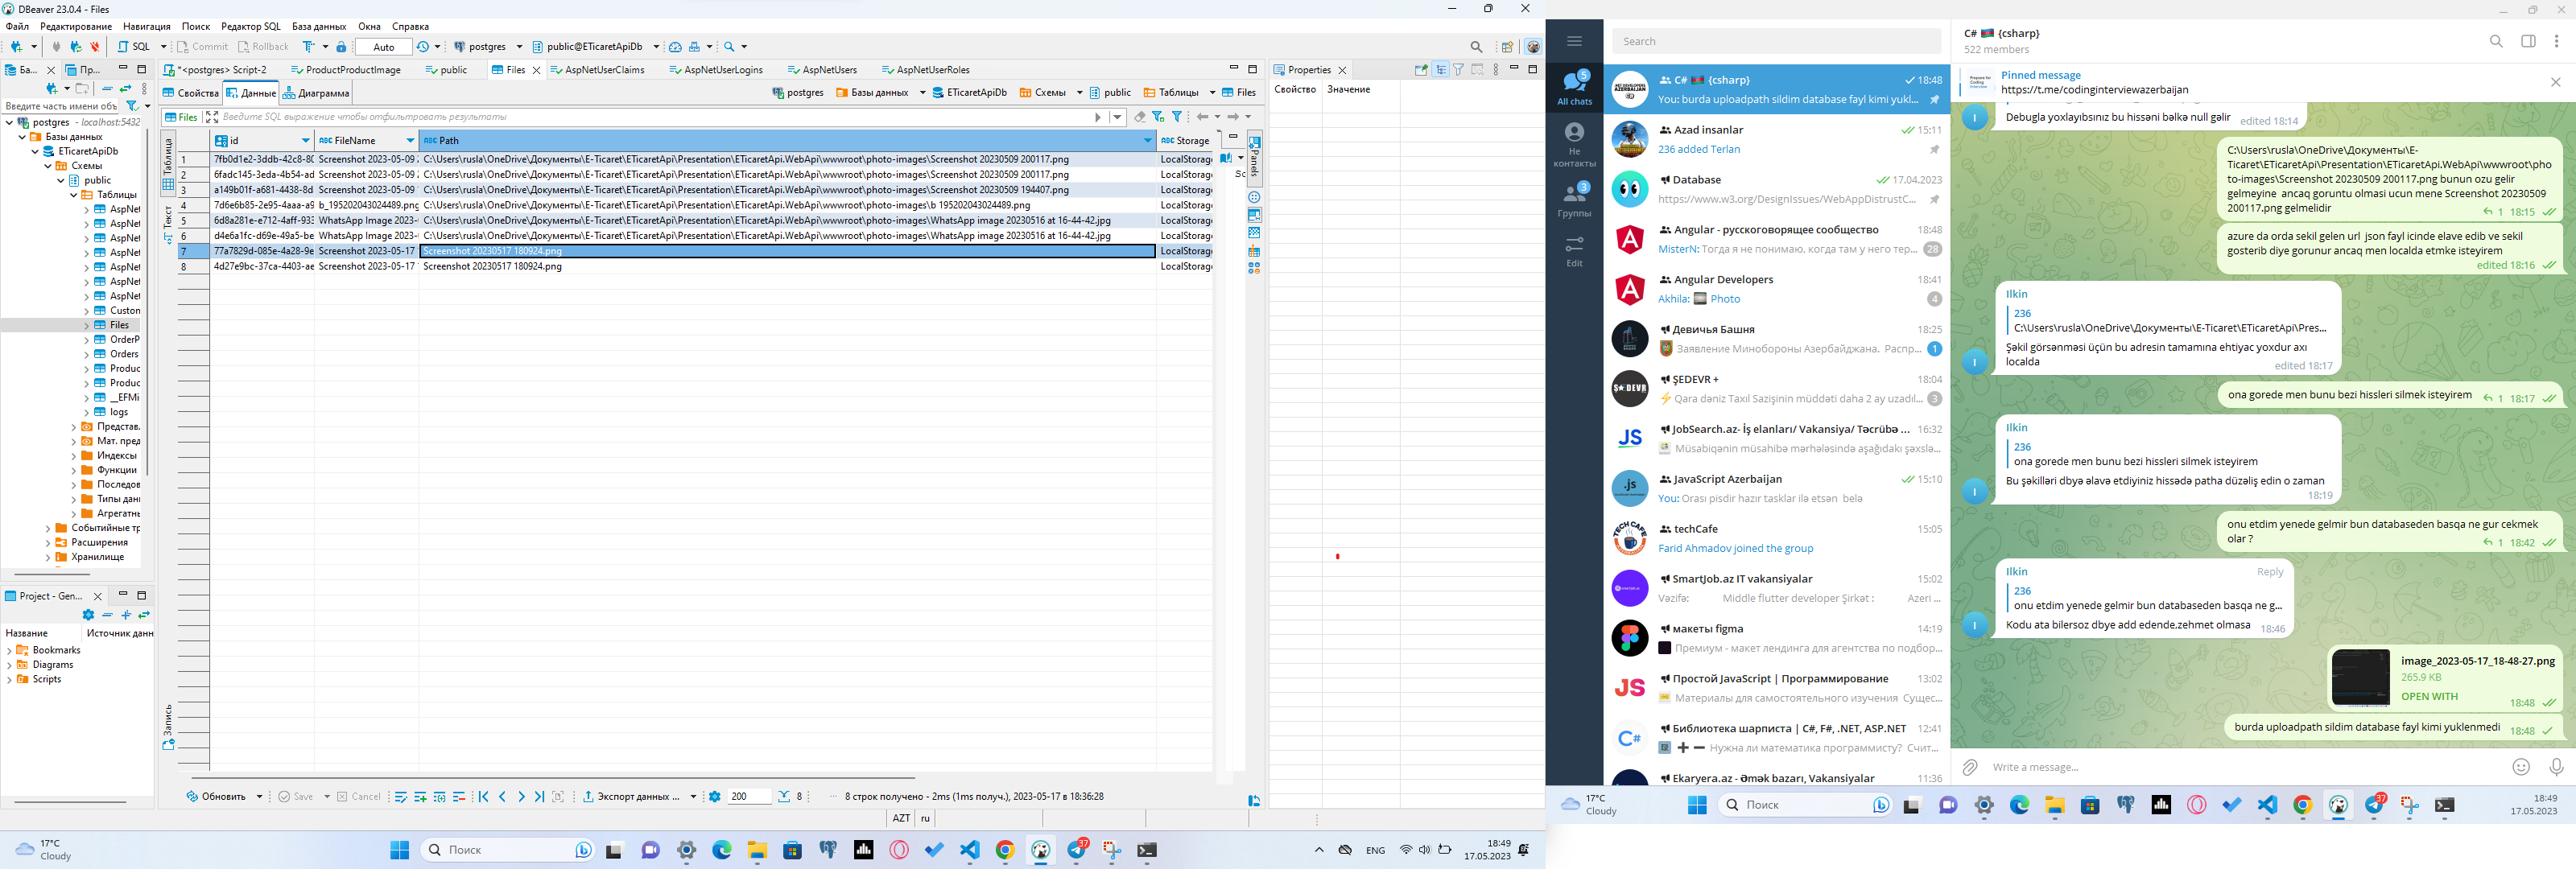 DBeaver 23.0.4 - Files
Файл Редактирование Навигация Поиск Редактор SQL База данных Окна Справка
SQL Commit Rollback Auto postgres public@ETicaretApiDb
Ба... Пр...
*<postgres> Script-2 ProductProductImage public Files AspNetUserClaims AspNetUserLogins AspNetUsers AspNetUserRoles
Введите часть имени объ
postgres - localhost:5432
Базы данных
ETicaretApiDb
Схемы
public
Таблицы
AspNel
AspNel
AspNel
AspNel
AspNel
AspNel
AspNel
Custon
Files
OrderP
Orders
Produc
Produc
__EFMi
logs
Представ.
Мат. пред
Индексы
Функции
Последов
Типы данн
Агрегатнь
Событийные тр
Расширения
Хранилище
Project - Gen...
Название Источник данн
Bookmarks
Diagrams
Scripts
Свойства Данные Диаграмма
postgres Базы данных ETicaretApiDb Схемы public Таблицы Files
Files Введите SQL выражение чтобы отфильтровать результаты
Таблица
Текст
Запись
Panels
id ABC FileName ABC Path ABC Storage
1 7fb0d1e2-3ddb-42c8-80 Screenshot 2023-05-09 2 C:\Users\rusla\OneDrive\Документы\E-Ticaret\ETicaretApi\Presentation\ETicaretApi.WebApi\wwwroot\photo-images\Screenshot 20230509 200117.png LocalStorage
2 6fadc145-3eda-4b54-ad Screenshot 2023-05-09 2 C:\Users\rusla\OneDrive\Документы\E-Ticaret\ETicaretApi\Presentation\ETicaretApi.WebApi\wwwroot\photo-images\Screenshot 20230509 200117.png LocalStorage
3 a149b01f-a681-4438-8d Screenshot 2023-05-09 C:\Users\rusla\OneDrive\Документы\E-Ticaret\ETicaretApi\Presentation\ETicaretApi.WebApi\wwwroot\photo-images\Screenshot 20230509 194407.png LocalStorage
4 7d6e6b85-2e95-4aaa-a9 b_195202043024489.png C:\Users\rusla\OneDrive\Документы\E-Ticaret\ETicaretApi\Presentation\ETicaretApi.WebApi\wwwroot\photo-images\b 195202043024489.png LocalStorage
5 6d8a281e-e712-4aff-933 WhatsApp Image 2023- C:\Users\rusla\OneDrive\Документы\E-Ticaret\ETicaretApi\Presentation\ETicaretApi.WebApi\wwwroot\photo-images\WhatsApp image 20230516 at 16-44-42.jpg LocalStorage
6 d4e6a1fc-d69e-49a5-be WhatsApp Image 2023- C:\Users\rusla\OneDrive\Документы\E-Ticaret\ETicaretApi\Presentation\ETicaretApi.WebApi\wwwroot\photo-images\WhatsApp image 20230516 at 16-44-42.jpg LocalStorage
7 77a7829d-085e-4a28-9e Screenshot 2023-05-17 Screenshot 20230517 180924.png LocalStorage
8 4d27e9bc-37ca-4403-ae Screenshot 2023-05-17 Screenshot 20230517 180924.png LocalStorage
Обновить Save Cancel Экспорт данных ... 200 8 8 строк получено - 2ms (1ms получ.), 2023-05-17 в 18:36:28
AZT ru
Properties
Свойство Значение
17°C
Cloudy
Поиск
37
ENG
18:49
17.05.2023
Search
5
All chats
Не контакты
3
Группы
Edit
C# {csharp} 18:48
You: burda uploadpath sildim database fayl kimi yukl...
Azad insanlar 15:11
236 added Terlan
Database 17.04.2023
https://www.w3.org/DesignIssues/WebAppDistrustC...
Angular - русскоговорящее сообщество 18:48
MisterN: Тогда я не понимаю, когда там у него тер... 28
Angular Developers 18:41
Akhila: Photo 4
Девичья Башня 18:25
Заявление Минобороны Азербайджана. Распр... 1
ŞEDEVR + 18:04
Qara dəniz Taxıl Sazişinin müddəti daha 2 ay uzadıl... 3
JobSearch.az- İş elanları/ Vakansiya/ Təcrübə ... 16:32
Müsabiqənin müsahibə mərhələsində aşağıdakı şəxslə...
JavaScript Azerbaijan 15:10
You: Orası pisdir hazır tasklar ilə etsən belə
techCafe 15:05
Farid Ahmadov joined the group
SmartJob.az IT vakansiyalar 15:02
Vəzifə: Middle flutter developer Şirkət : Azeri ...
макеты figma 14:19
Премиум - макет лендинга для агентства по подбор...
Простой JavaScript | Программирование 13:02
Материалы для самостоятельного изучения Сущес...
Библиотека шарписта | C#, F#, .NET, ASP.NET 12:41
Нужна ли математика программисту? Счит...
Ekaryera.az - Əmək bazarı, Vakansiyalar 11:36
C# {csharp}
522 members
Pinned message
https://t.me/codinginterviewazerbaijan
Debugla yoxlayıbsınız bu hissəni bəlkə null gəlir edited 18:14
C:\Users\rusla\OneDrive\Документы\E-
Ticaret\ETicaretApi\Presentation\ETicaretApi.WebApi\wwwroot\pho
to-images\Screenshot 20230509 200117.png bunun ozu gelir
gelmeyine ancaq goruntu olmasi ucun mene Screenshot 20230509
200117.png gelmelidir
1 18:15
azure da orda sekil gelen url json fayl icinde elave edib ve sekil
gosterib diye gorunur ancaq men localda etmke isteyirem
edited 18:16
Ilkin
236
C:\Users\rusla\OneDrive\Документы\E-Ticaret\ETicaretApi\Pres...
Şəkil görsənməsi üçün bu adresin tamamına ehtiyac yoxdur axı
localda edited 18:17
ona gorede men bunu bezi hissleri silmek isteyirem 1 18:17
Ilkin
236
ona gorede men bunu bezi hissleri silmek isteyirem
Bu şəkilləri dbyə əlavə etdiyiniz hissədə patha düzəliş edin o zaman
18:19
onu etdim yenede gelmir bun databaseden basqa ne gur cekmek
olar ? 1 18:42
Ilkin Reply
236
onu etdim yenede gelmir bun databaseden basqa ne g...
Kodu ata bilersoz dbye add edende,zehmet olmasa 18:46
image_2023-05-17_18-48-27.png
265.9 KB
OPEN WITH
18:48
burda uploadpath sildim database fayl kimi yuklenmedi 18:48
Write a message...
17°C
Cloudy
Поиск
37
18:49
17.05.2023